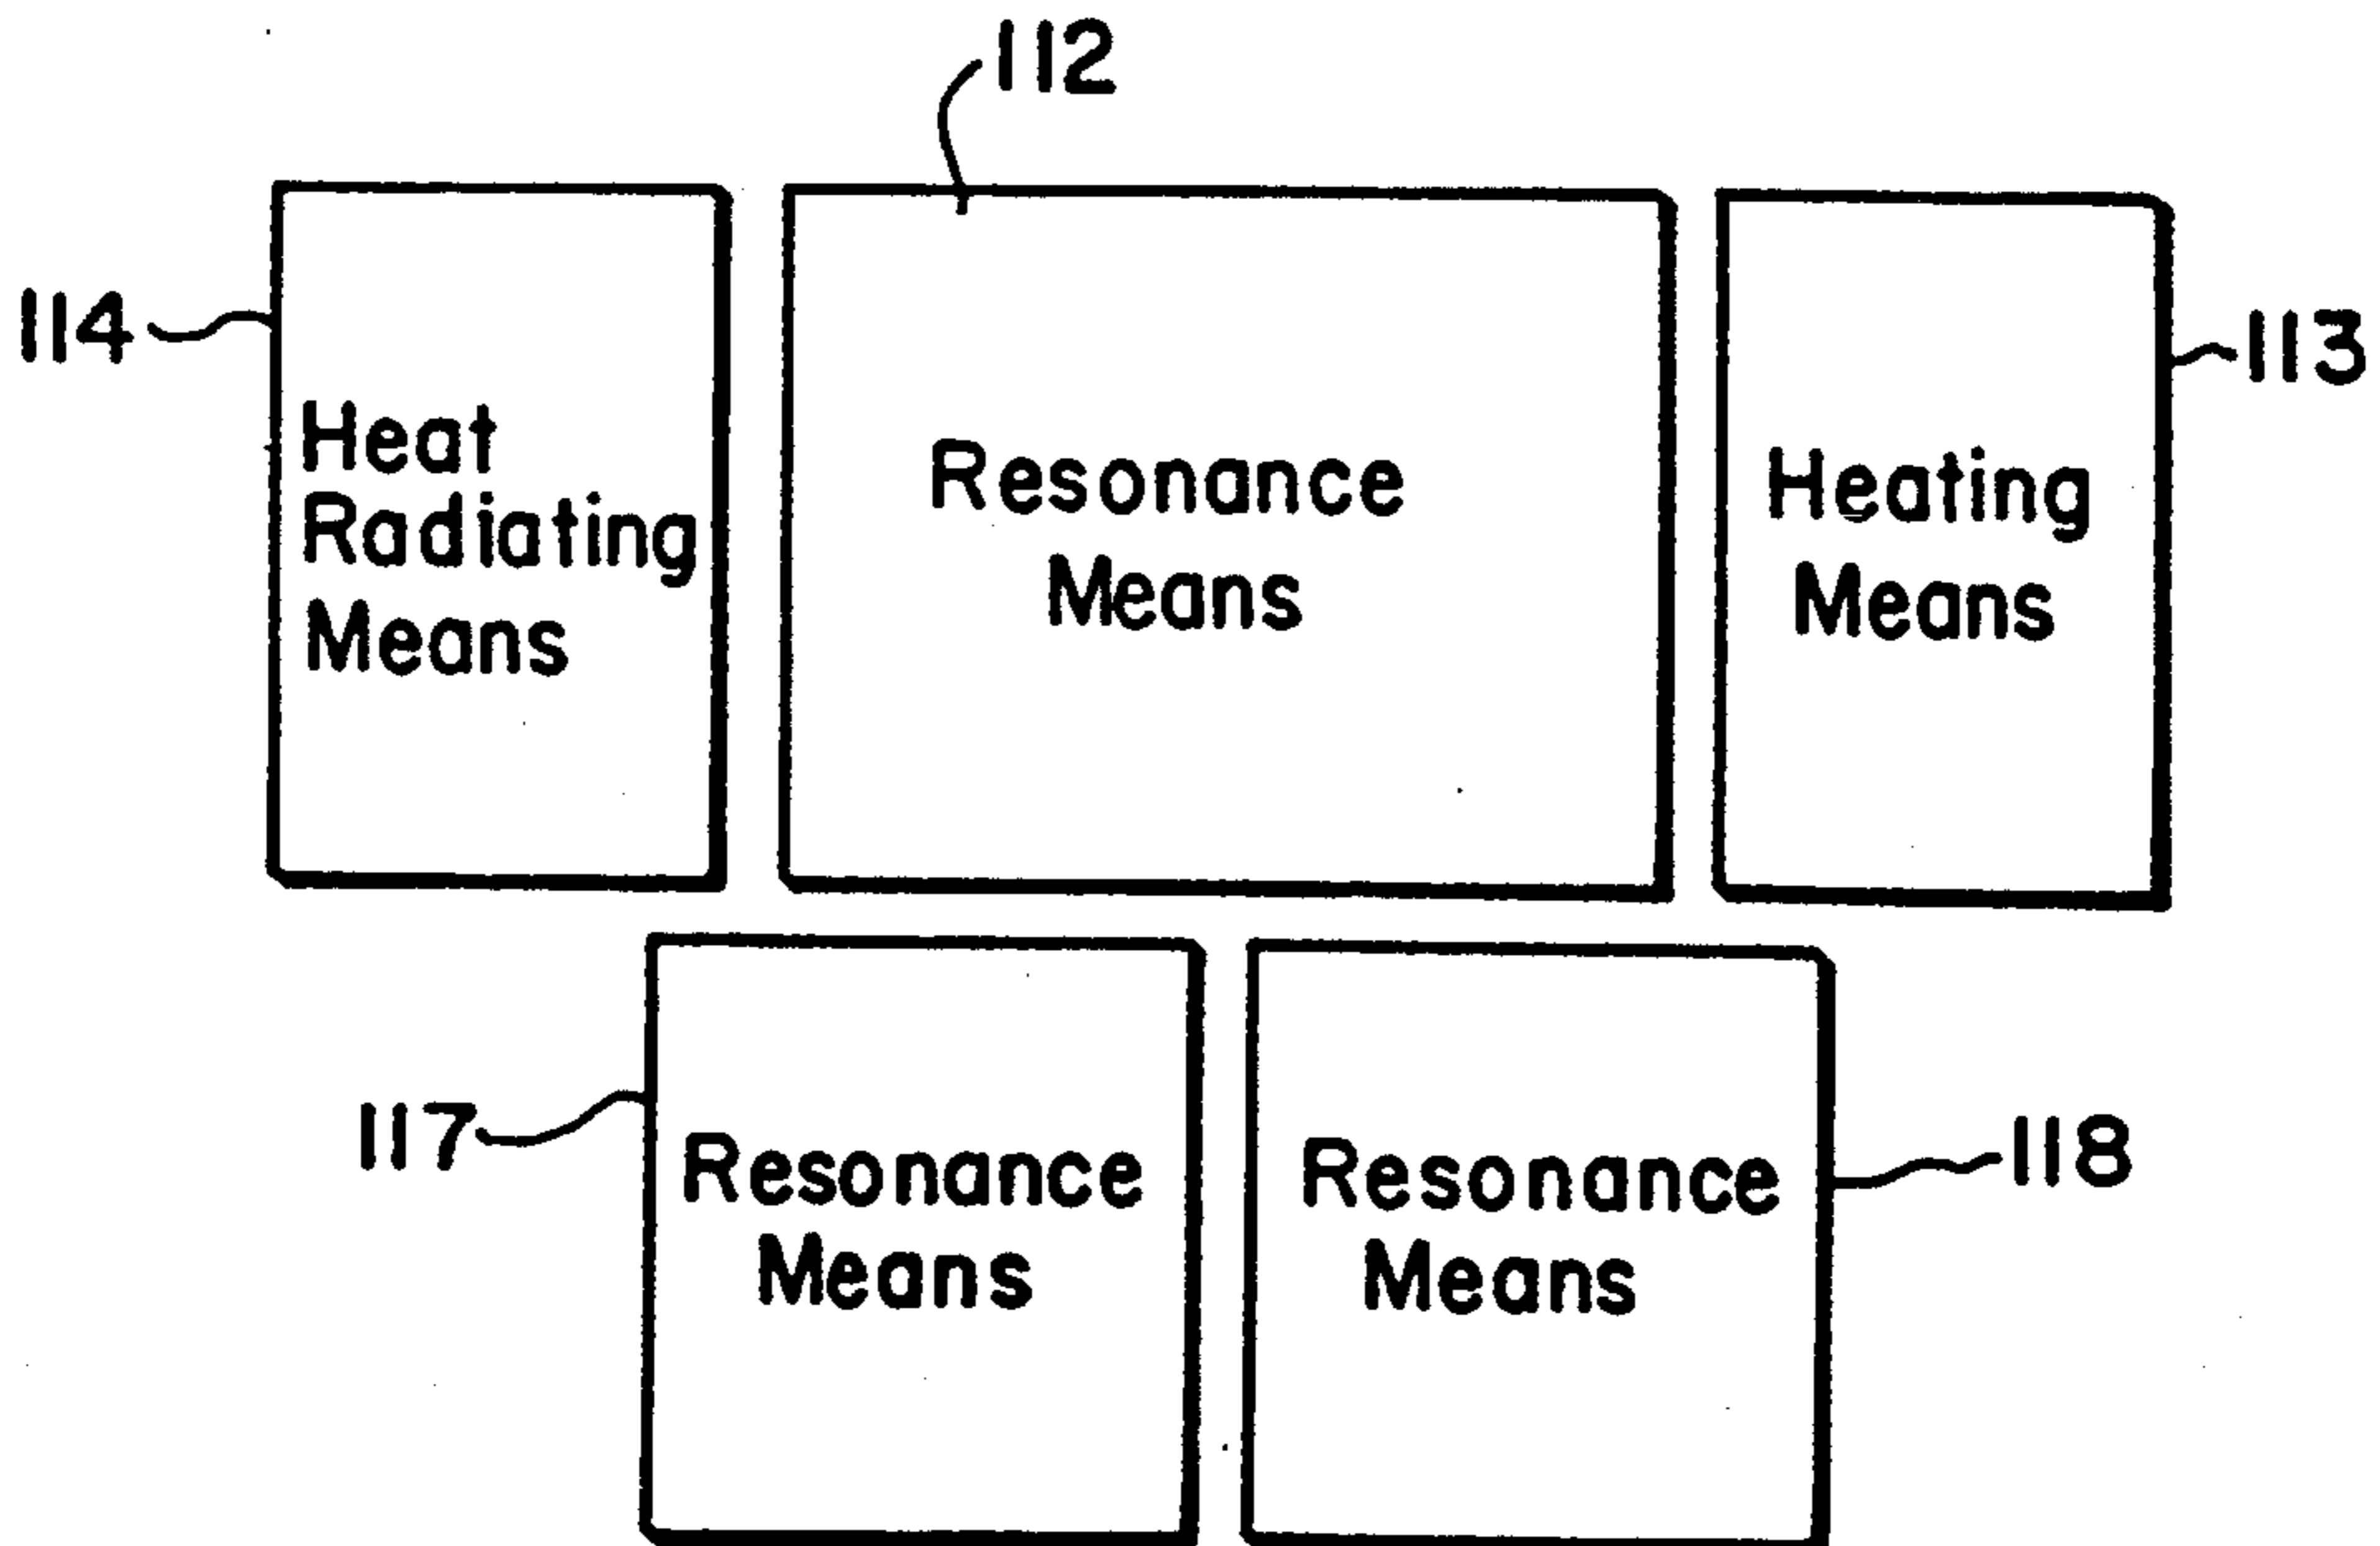 112
114
Heat
Radiating
Means
Resonance
Means
Heating
Means
113
117
Resonance
Means
Resonance
Means
118